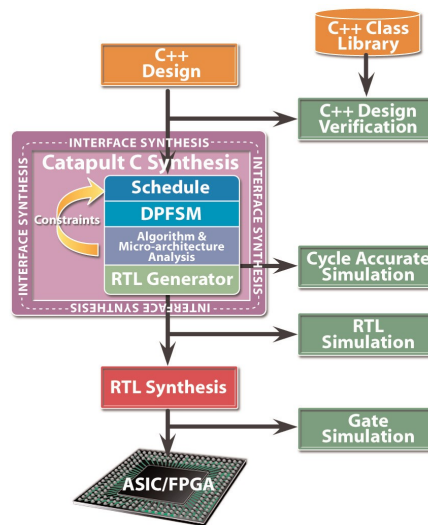 C++
Design
C++ Class
Library
C++ Design
Verification
INTERFACE SYNTHESIS
INTERFACE SYNTHESIS
Catapult C Synthesis
INTERFACE SYNTHESIS
Schedule
Constraints
DPFSM
Algorithm &
Micro-architecture
Analysis
RTL Generator
INTERFACE SYNTHESIS
Cycle Accurate
Simulation
RTL
Simulation
RTL Synthesis
Gate
Simulation
ASIC/FPGA